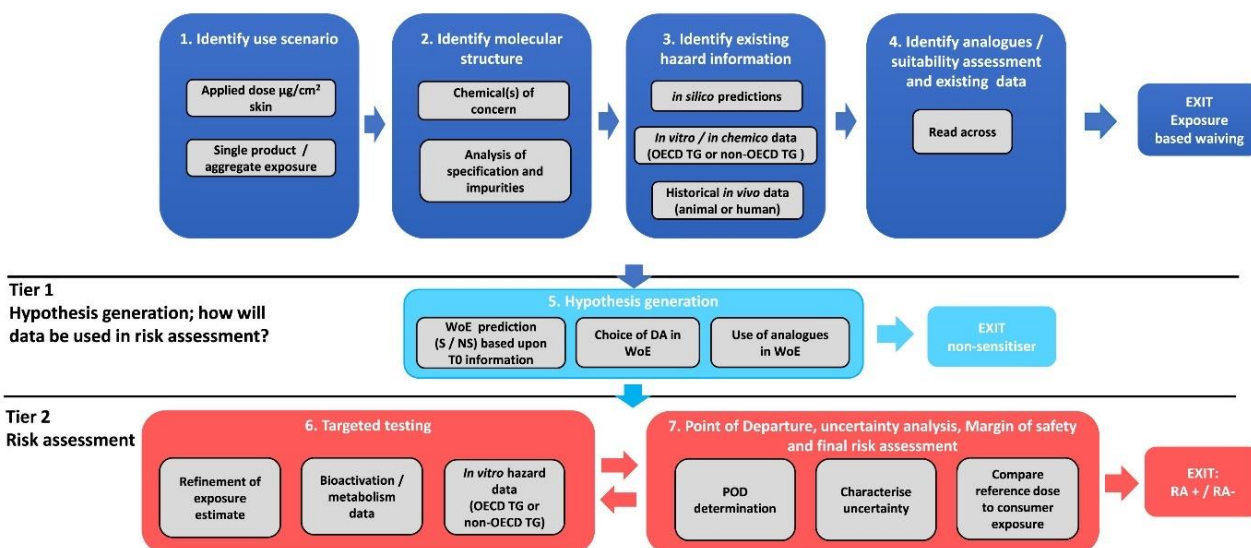 1. Identify use scenario
Applied dose µg/cm² skin
Single product / aggregate exposure
2. Identify molecular structure
Chemical(s) of concern
Analysis of specification and impurities
3. Identify existing hazard information
in silico predictions
In vitro / in chemico data (OECD TG or non-OECD TG )
Historical in vivo data (animal or human)
4. Identify analogues / suitability assessment and existing data
Read across
EXIT
Exposure based waiving
Tier 1
Hypothesis generation; how will data be used in risk assessment?
5. Hypothesis generation
WoE prediction (S / NS) based upon T0 information
Choice of DA in WoE
Use of analogues in WoE
EXIT
non-sensitiser
Tier 2
Risk assessment
6. Targeted testing
Refinement of exposure estimate
Bioactivation / metabolism data
In vitro hazard data (OECD TG or non-OECD TG)
7. Point of Departure, uncertainty analysis, Margin of safety and final risk assessment
POD determination
Characterise uncertainty
Compare reference dose to consumer exposure
EXIT:
RA + / RA-